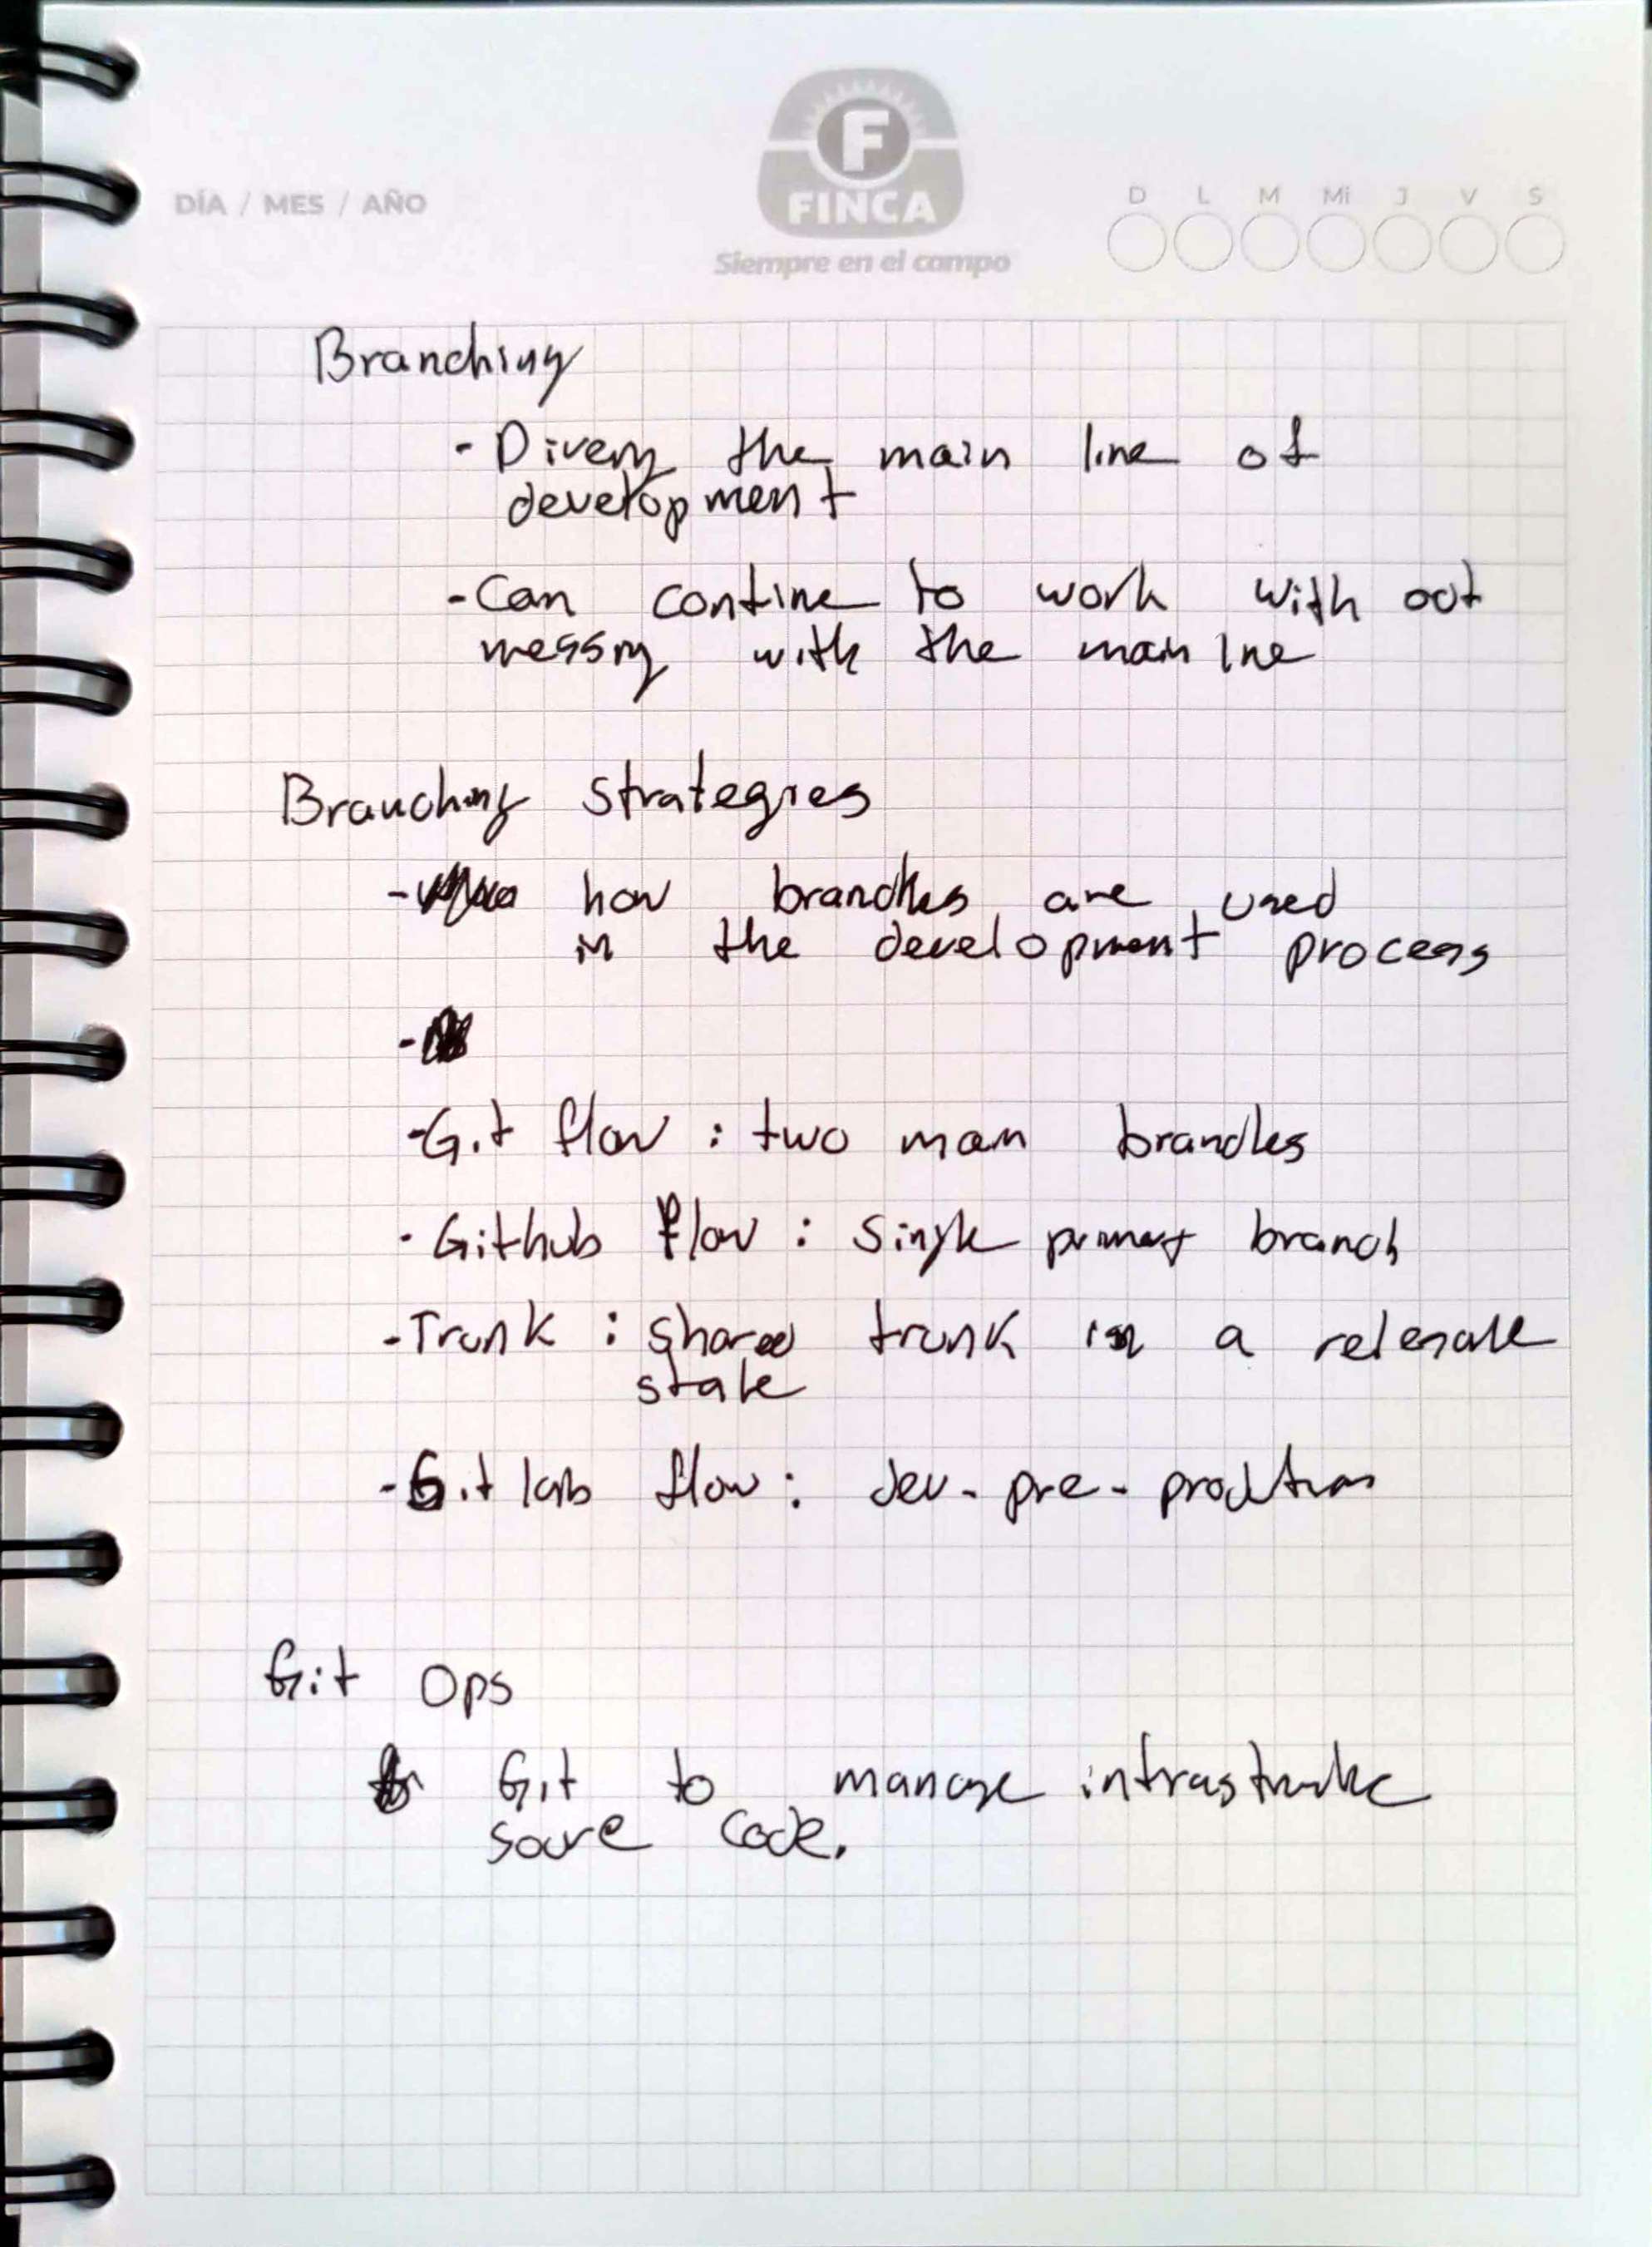 DÍA / MES / AÑO
F
FINCA
Siempre en el campo
D L M Mi J V S
Branching
- Diverg the main line of
development
- Can contine to work with out
messing with the main line
Branching strategies
- how branches are used
in the development process
-
- Git flow : two main branches
- Github flow : single primary branch
- Trunk : shared trunk in a
state
- Git lab flow : dev - pre - prodution
Git Ops
Git to manage infrastructure
source code.